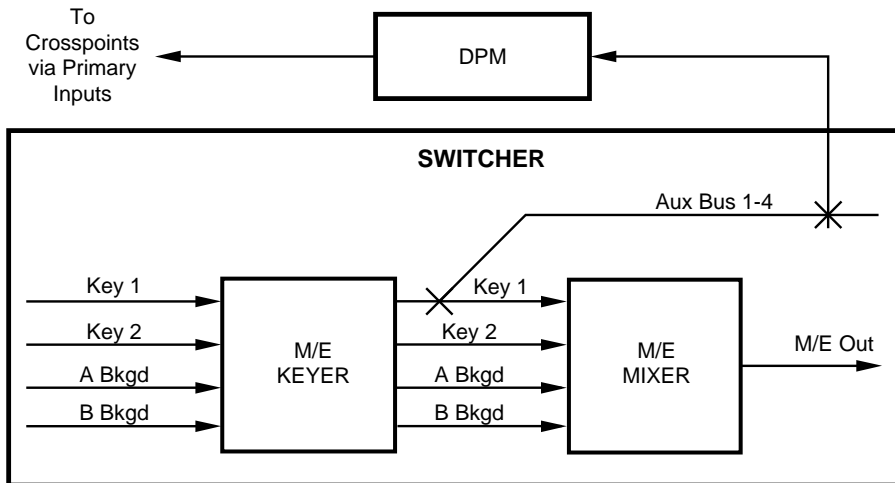 To
Crosspoints
via Primary
Inputs
DPM
SWITCHER
Aux Bus 1-4
Key 1
Key 2
A Bkgd
B Bkgd
M/E
KEYER
Key 1
Key 2
A Bkgd
B Bkgd
M/E
MIXER
M/E Out